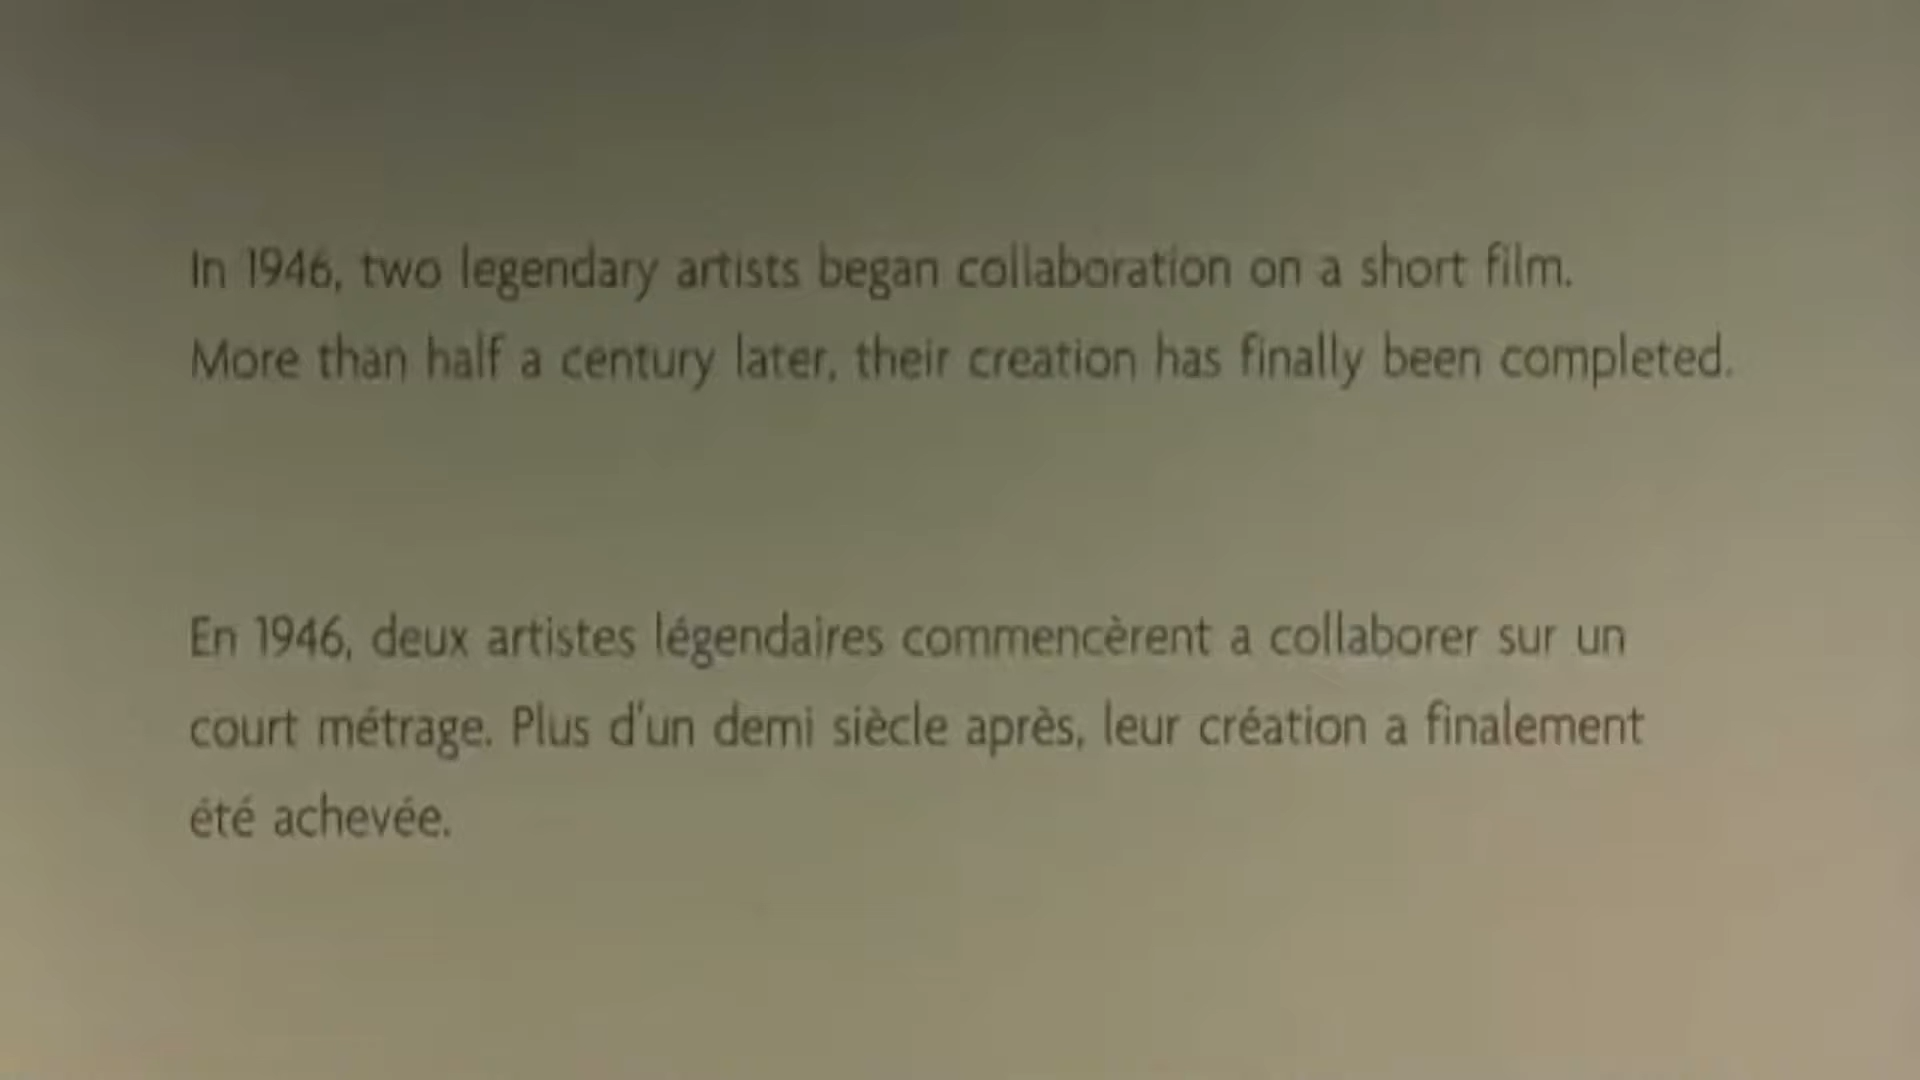 In 1946, two legendary artists began collaboration on a short film.
More than half a century later, their creation has finally been completed.
En 1946, deux artistes légendaires commencèrent a collaborer sur un
court métrage. Plus d'un demi siècle après, leur création a finalement
été achevée.